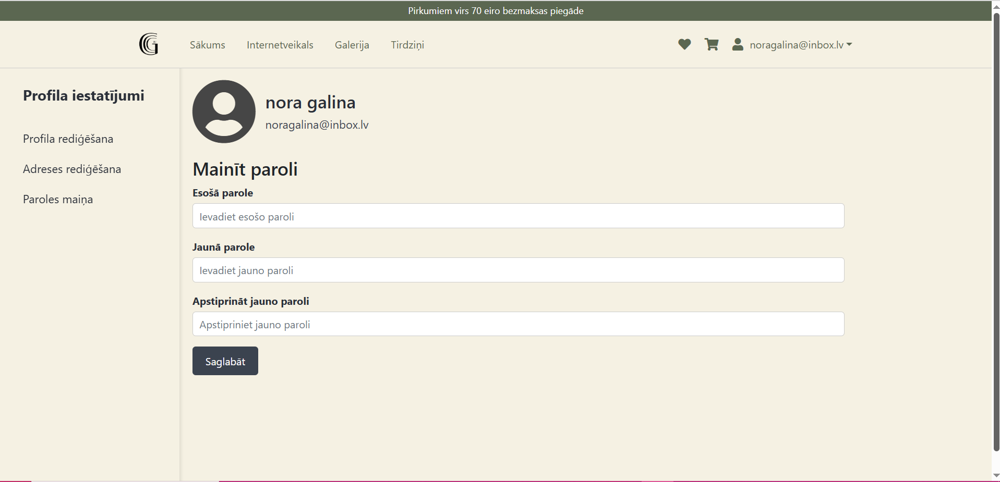 Pirkumiem virs 70 eiro bezmaksas piegāde
G Sākums Internetveikals Galerija Tirdziņi noragalina@inbox.lv
Profila iestatījumi
Profila rediģēšana
Adreses rediģēšana
Paroles maiņa
nora galina
noragalina@inbox.lv
Mainīt paroli
Esošā parole
Ievadiet esošo paroli
Jaunā parole
Ievadiet jauno paroli
Apstiprināt jauno paroli
Apstipriniet jauno paroli
Saglabāt